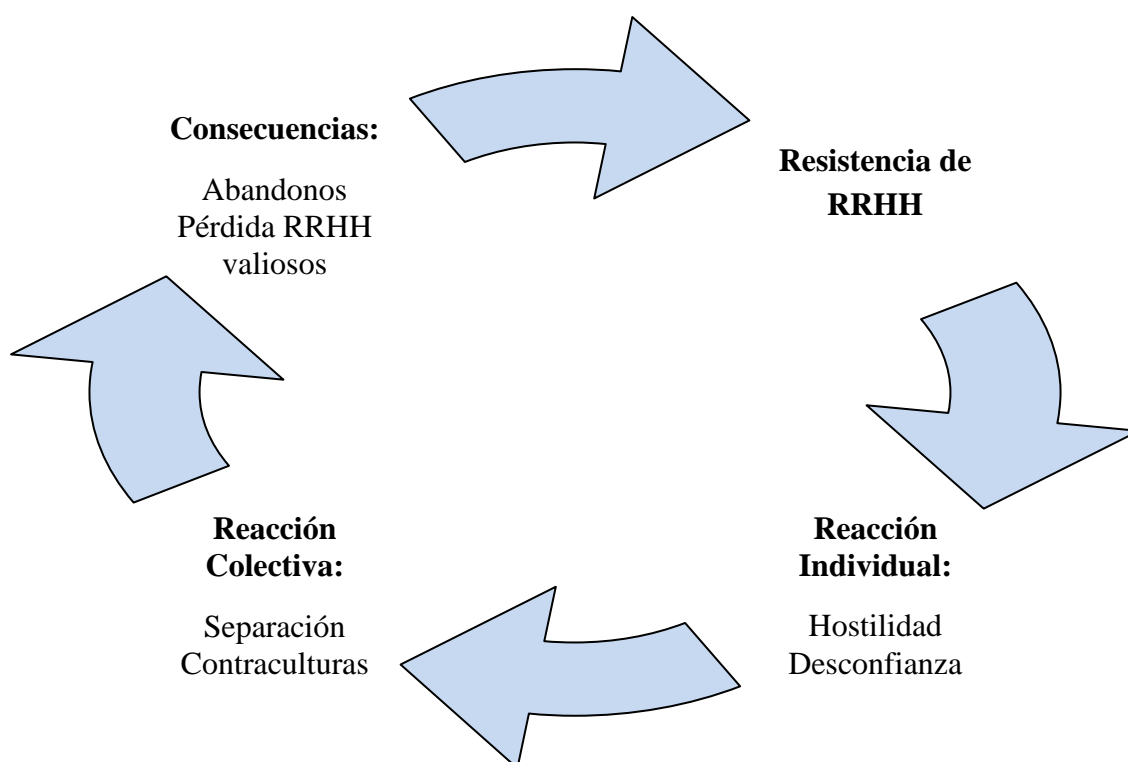 Consecuencias:
Abandonos
Pérdida RRHH
valiosos
Resistencia de
RRHH
Reacción
Individual:
Hostilidad
Desconfianza
Reacción
Colectiva:
Separación
Contraculturas